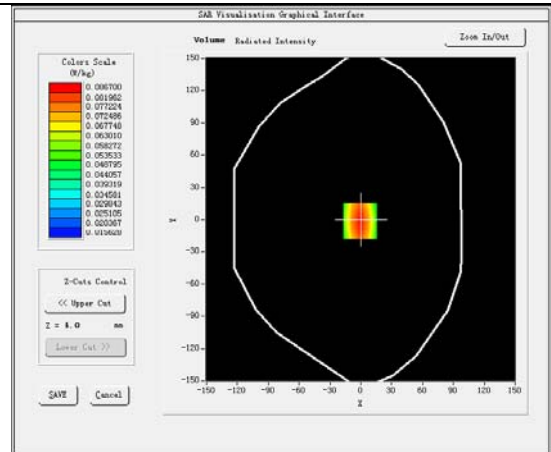 SAR Visualisation Graphical Interface
Volume Radiated Intensity
Zoom In/Out
Colors Scale
(W/kg)
0.086700
0.081962
0.077224
0.072486
0.067748
0.063010
0.058272
0.053533
0.048795
0.044057
0.039319
0.034581
0.029843
0.025105
0.020367
0.015628
Z-Cuts Control
<< Upper Cut
Z = 4.0 mm
Lower Cut >>
SAVE Cancel
150
120
90
60
30
0
-30
-60
-90
-120
-150
Y
-150 -120 -90 -60 -30 0 30 60 90 120 150
X